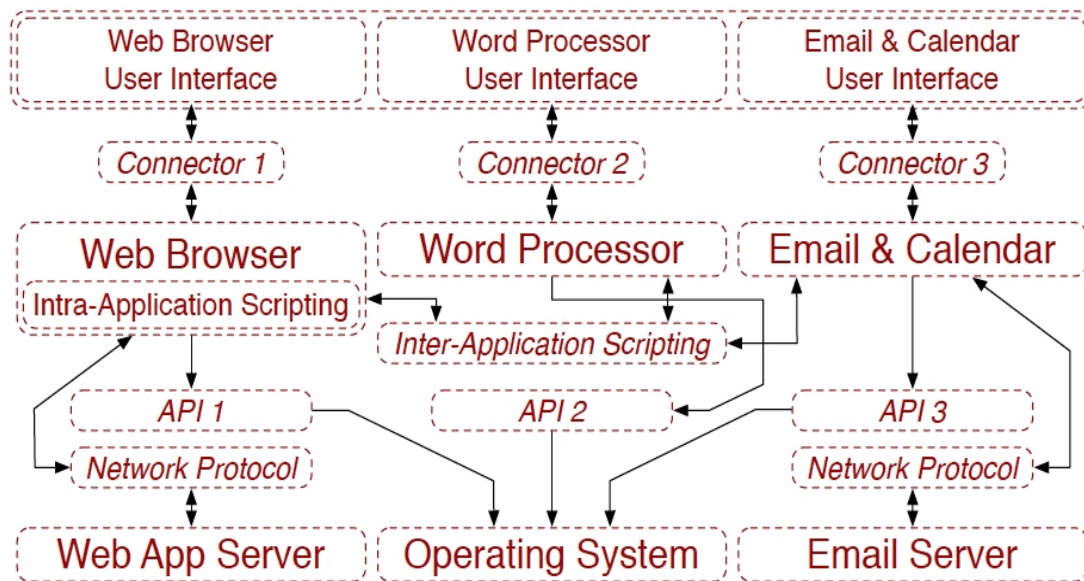 Web Browser
User Interface
Word Processor
User Interface
Email & Calendar
User Interface
Connector 1
Connector 2
Connector 3
Web Browser
Intra-Application Scripting
Word Processor
Email & Calendar
Inter-Application Scripting
API 1
API 2
API 3
Network Protocol
Network Protocol
Web App Server
Operating System
Email Server